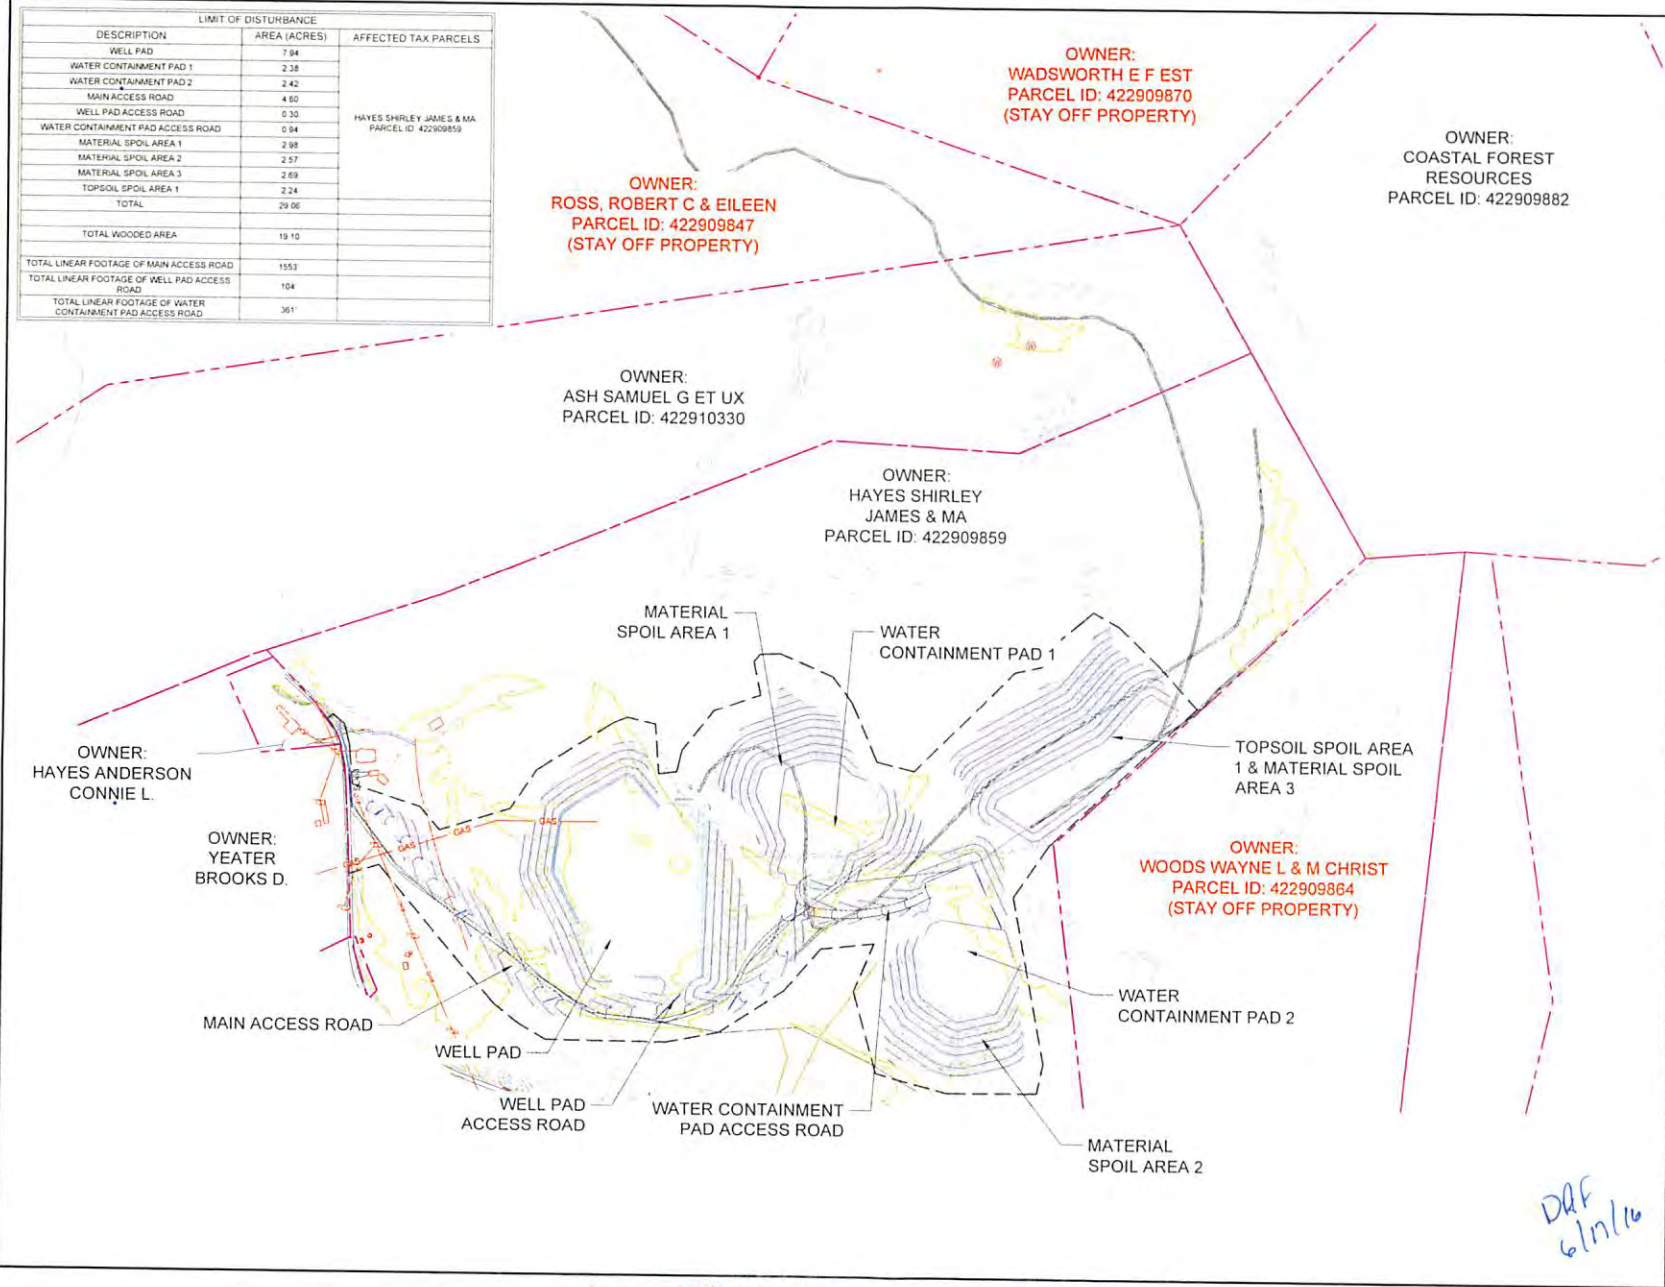 LIMIT OF DISTURBANCE
DESCRIPTION AREA (ACRES) AFFECTED TAX PARCELS
WELL PAD 7.94
WATER CONTAINMENT PAD 1 2.38
WATER CONTAINMENT PAD 2 2.42
MAIN ACCESS ROAD 4.60
WELL PAD ACCESS ROAD 0.30
HAYES SHIRLEY JAMES & MA
PARCEL ID 422909859
WATER CONTAINMENT PAD ACCESS ROAD 0.94
MATERIAL SPOIL AREA 1 2.98
MATERIAL SPOIL AREA 2 2.57
MATERIAL SPOIL AREA 3 2.69
TOPSOIL SPOIL AREA 1 2.24
TOTAL 29.06
TOTAL WOODED AREA 19.10
TOTAL LINEAR FOOTAGE OF MAIN ACCESS ROAD 1553
TOTAL LINEAR FOOTAGE OF WELL PAD ACCESS
ROAD 104'
TOTAL LINEAR FOOTAGE OF WATER
CONTAINMENT PAD ACCESS ROAD 361'
OWNER:
WADSWORTH E F EST
PARCEL ID: 422909870
(STAY OFF PROPERTY)
OWNER:
COASTAL FOREST
RESOURCES
PARCEL ID: 422909882
OWNER:
ROSS, ROBERT C & EILEEN
PARCEL ID: 422909847
(STAY OFF PROPERTY)
W
W
OWNER:
ASH SAMUEL G ET UX
PARCEL ID: 422910330
OWNER:
HAYES SHIRLEY
JAMES & MA
PARCEL ID: 422909859
MATERIAL
SPOIL AREA 1
WATER
CONTAINMENT PAD 1
OWNER:
HAYES ANDERSON
CONNIE L.
TOPSOIL SPOIL AREA
1 & MATERIAL SPOIL
AREA 3
GAS
GAS
GAS
GAS
OWNER:
YEATER
BROOKS D.
OWNER:
WOODS WAYNE L & M CHRIST
PARCEL ID: 422909864
(STAY OFF PROPERTY)
MAIN ACCESS ROAD
WATER
CONTAINMENT PAD 2
WELL PAD
WELL PAD
ACCESS ROAD
WATER CONTAINMENT
PAD ACCESS ROAD
MATERIAL
SPOIL AREA 2
DAF
6/17/16